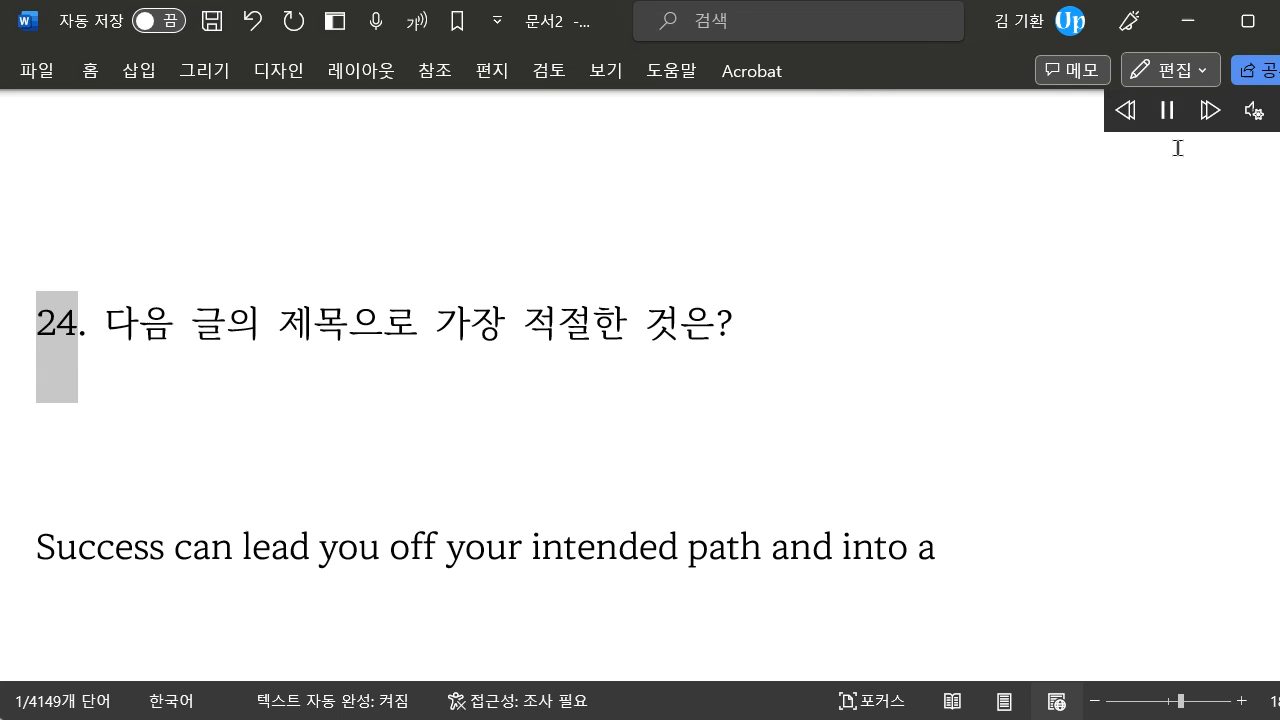 자동 저장 끔 가)) 문서2 -... 검색 김 기환 Up
파일 홈 삽입 그리기 디자인 레이아웃 참조 편지 검토 보기 도움말 Acrobat 메모 편집
24. 다음 글의 제목으로 가장 적절한 것은?
Success can lead you off your intended path and into a
1/4149개 단어 한국어 텍스트 자동 완성: 켜짐 접근성: 조사 필요 포커스